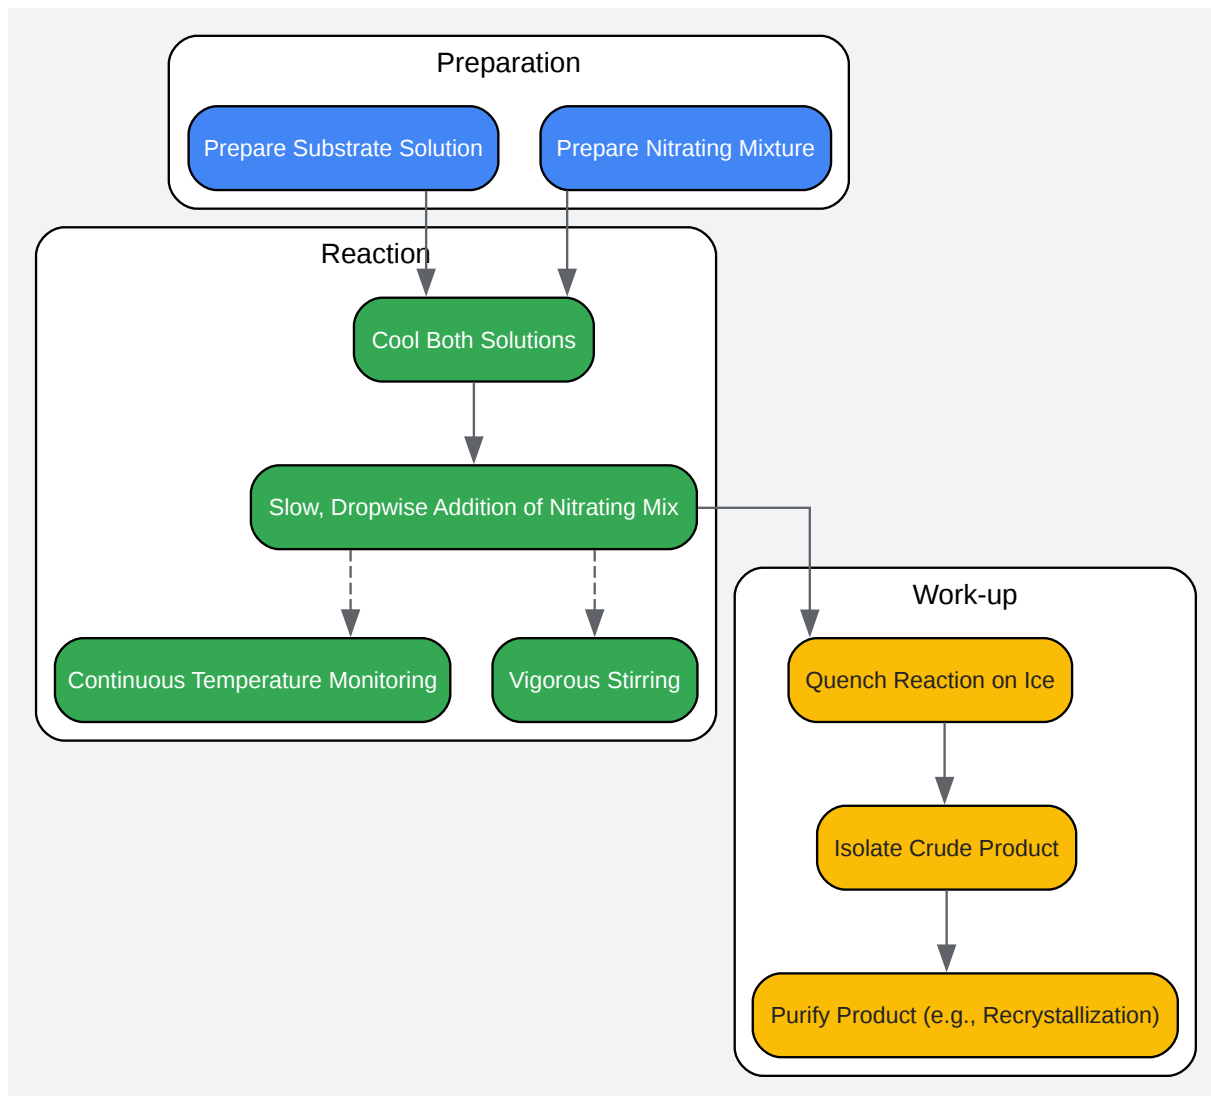 Preparation
Prepare Substrate Solution
Prepare Nitrating Mixture
Reaction
Cool Both Solutions
Slow, Dropwise Addition of Nitrating Mix
Continuous Temperature Monitoring
Vigorous Stirring
Work-up
Quench Reaction on Ice
Isolate Crude Product
Purify Product (e.g., Recrystallization)